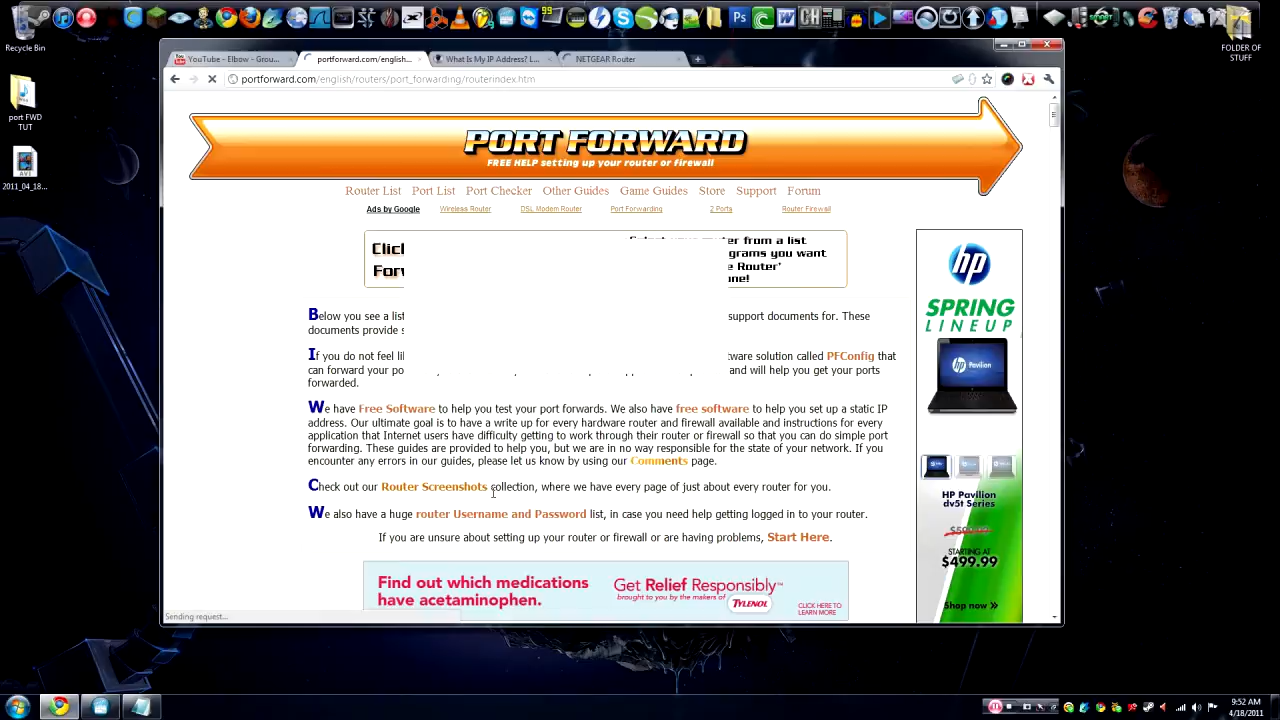 Recycle Bin
port FWD
TUT
2011_04_18...
99
FOLDER OF
STUFF
YouTube - Elbow - Grou...
portforward.com/english...
What Is My IP Address? L...
NETGEAR Router
portforward.com/english/routers/port_forwarding/routerindex.htm
PORT FORWARD
FREE HELP setting up your router or firewall
Router List Port List Port Checker Other Guides Game Guides Store Support Forum
Ads by Google Wireless Router DSL Modem Router Port Forwarding 2 Ports Router Firewall
Below you see a list support documents for. These
documents provide
If you do not feel ware solution called PFConfig that
can forward your and will help you get your ports
forwarded.
We have Free Software to help you test your port forwards. We also have free software to help you set up a static IP
address. Our ultimate goal is to have a write up for every hardware router and firewall available and instructions for every
application that Internet users have difficulty getting to work through their router or firewall so that you can do simple port
forwarding. These guides are provided to help you, but we are in no way responsible for the state of your network. If you
encounter any errors in our guides, please let us know by using our Comments page.
Check out our Router Screenshots collection, where we have every page of just about every router for you.
We also have a huge router Username and Password list, in case you need help getting logged in to your router.
If you are unsure about setting up your router or firewall or are having problems, Start Here.
Find out which medications
have acetaminophen.
Get Relief Responsibly™
brought to you by the makers of TYLENOL
CLICK HERE TO
LEARN MORE
hp
SPRING
LINEUP
HP Pavilion
dv5t Series
STARTING AT
$499.99
Shop now »
Sending request...
9:52 AM
4/18/2011